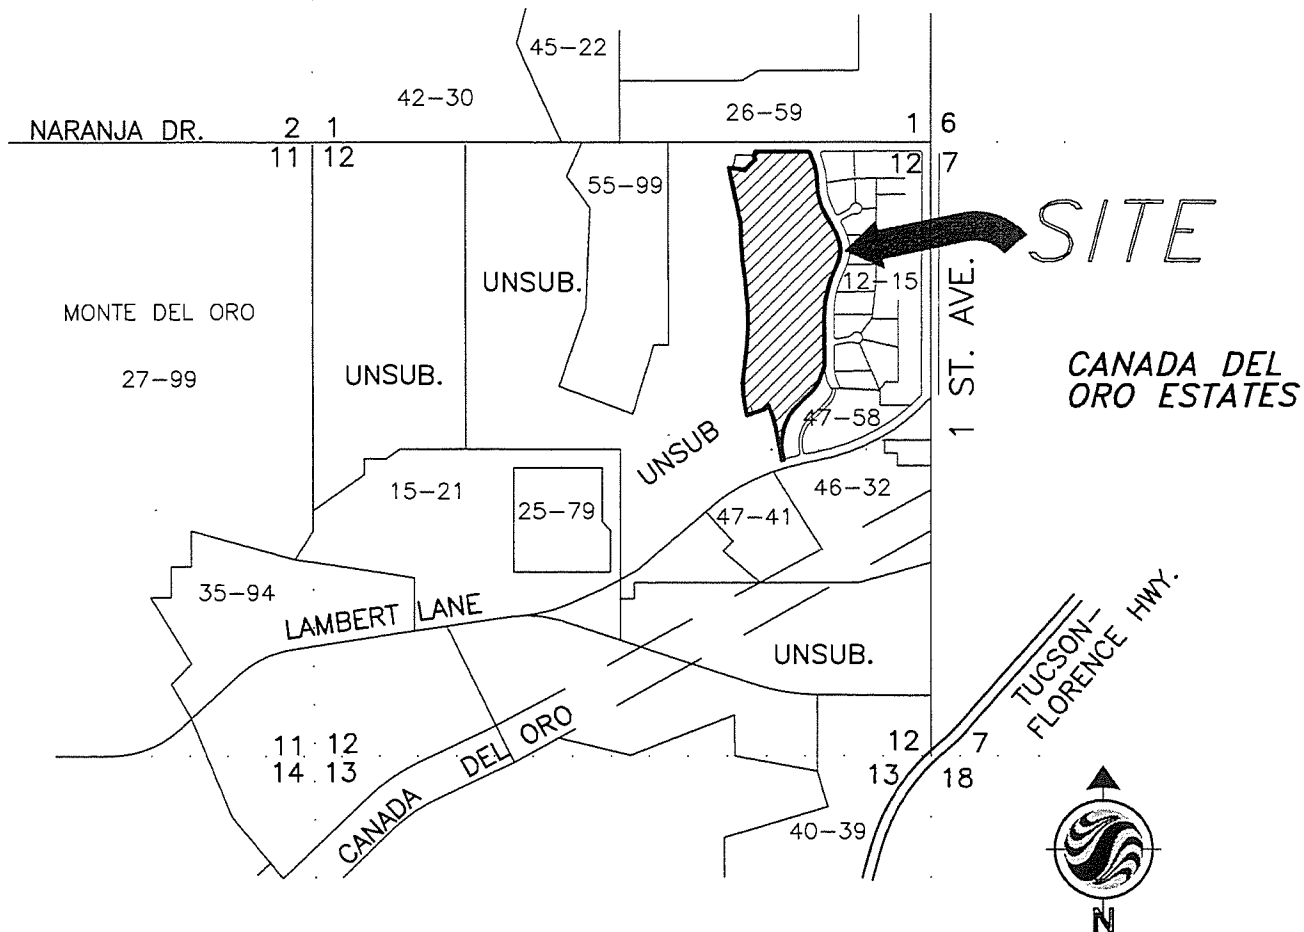 45-22
42-30
26-59
NARANJA DR.
2 1
1 6
11 12
12 7
55-99
SITE
UNSUB.
12-15
MONTE DEL ORO
27-99
UNSUB.
1 ST. AVE.
CANADA DEL
ORO ESTATES
47-58
UNSUB
15-21
25-79
46-32
47-41
35-94
LAMBERT LANE
UNSUB.
TUCSON-
FLORENCE HWY.
11 12
14 13
CANADA DEL ORO
12 7
13 18
40-39
N